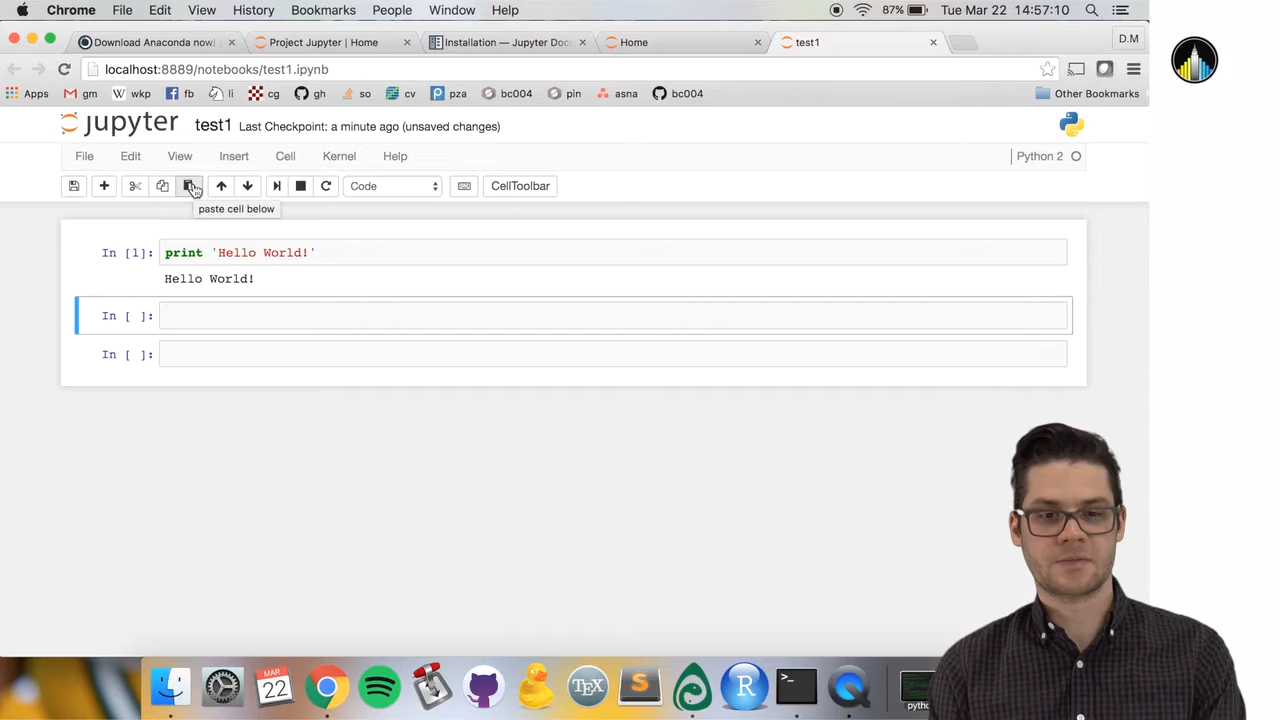 Chrome File Edit View History Bookmarks People Window Help 87% Tue Mar 22 14:57:10
Download Anaconda now! Project Jupyter | Home Installation — Jupyter Doc Home test1 D.M
localhost:8889/notebooks/test1.ipynb
Apps gm wkp fb li cg gh so cv pza bc004 pin asna bc004 Other Bookmarks
jupyter test1 Last Checkpoint: a minute ago (unsaved changes)
File Edit View Insert Cell Kernel Help Python 2
Code CellToolbar
paste cell below
In [1]: print 'Hello World!'
Hello World!
In [ ]:
In [ ]:
MAR
22
TEX
S
R
>_
pyth